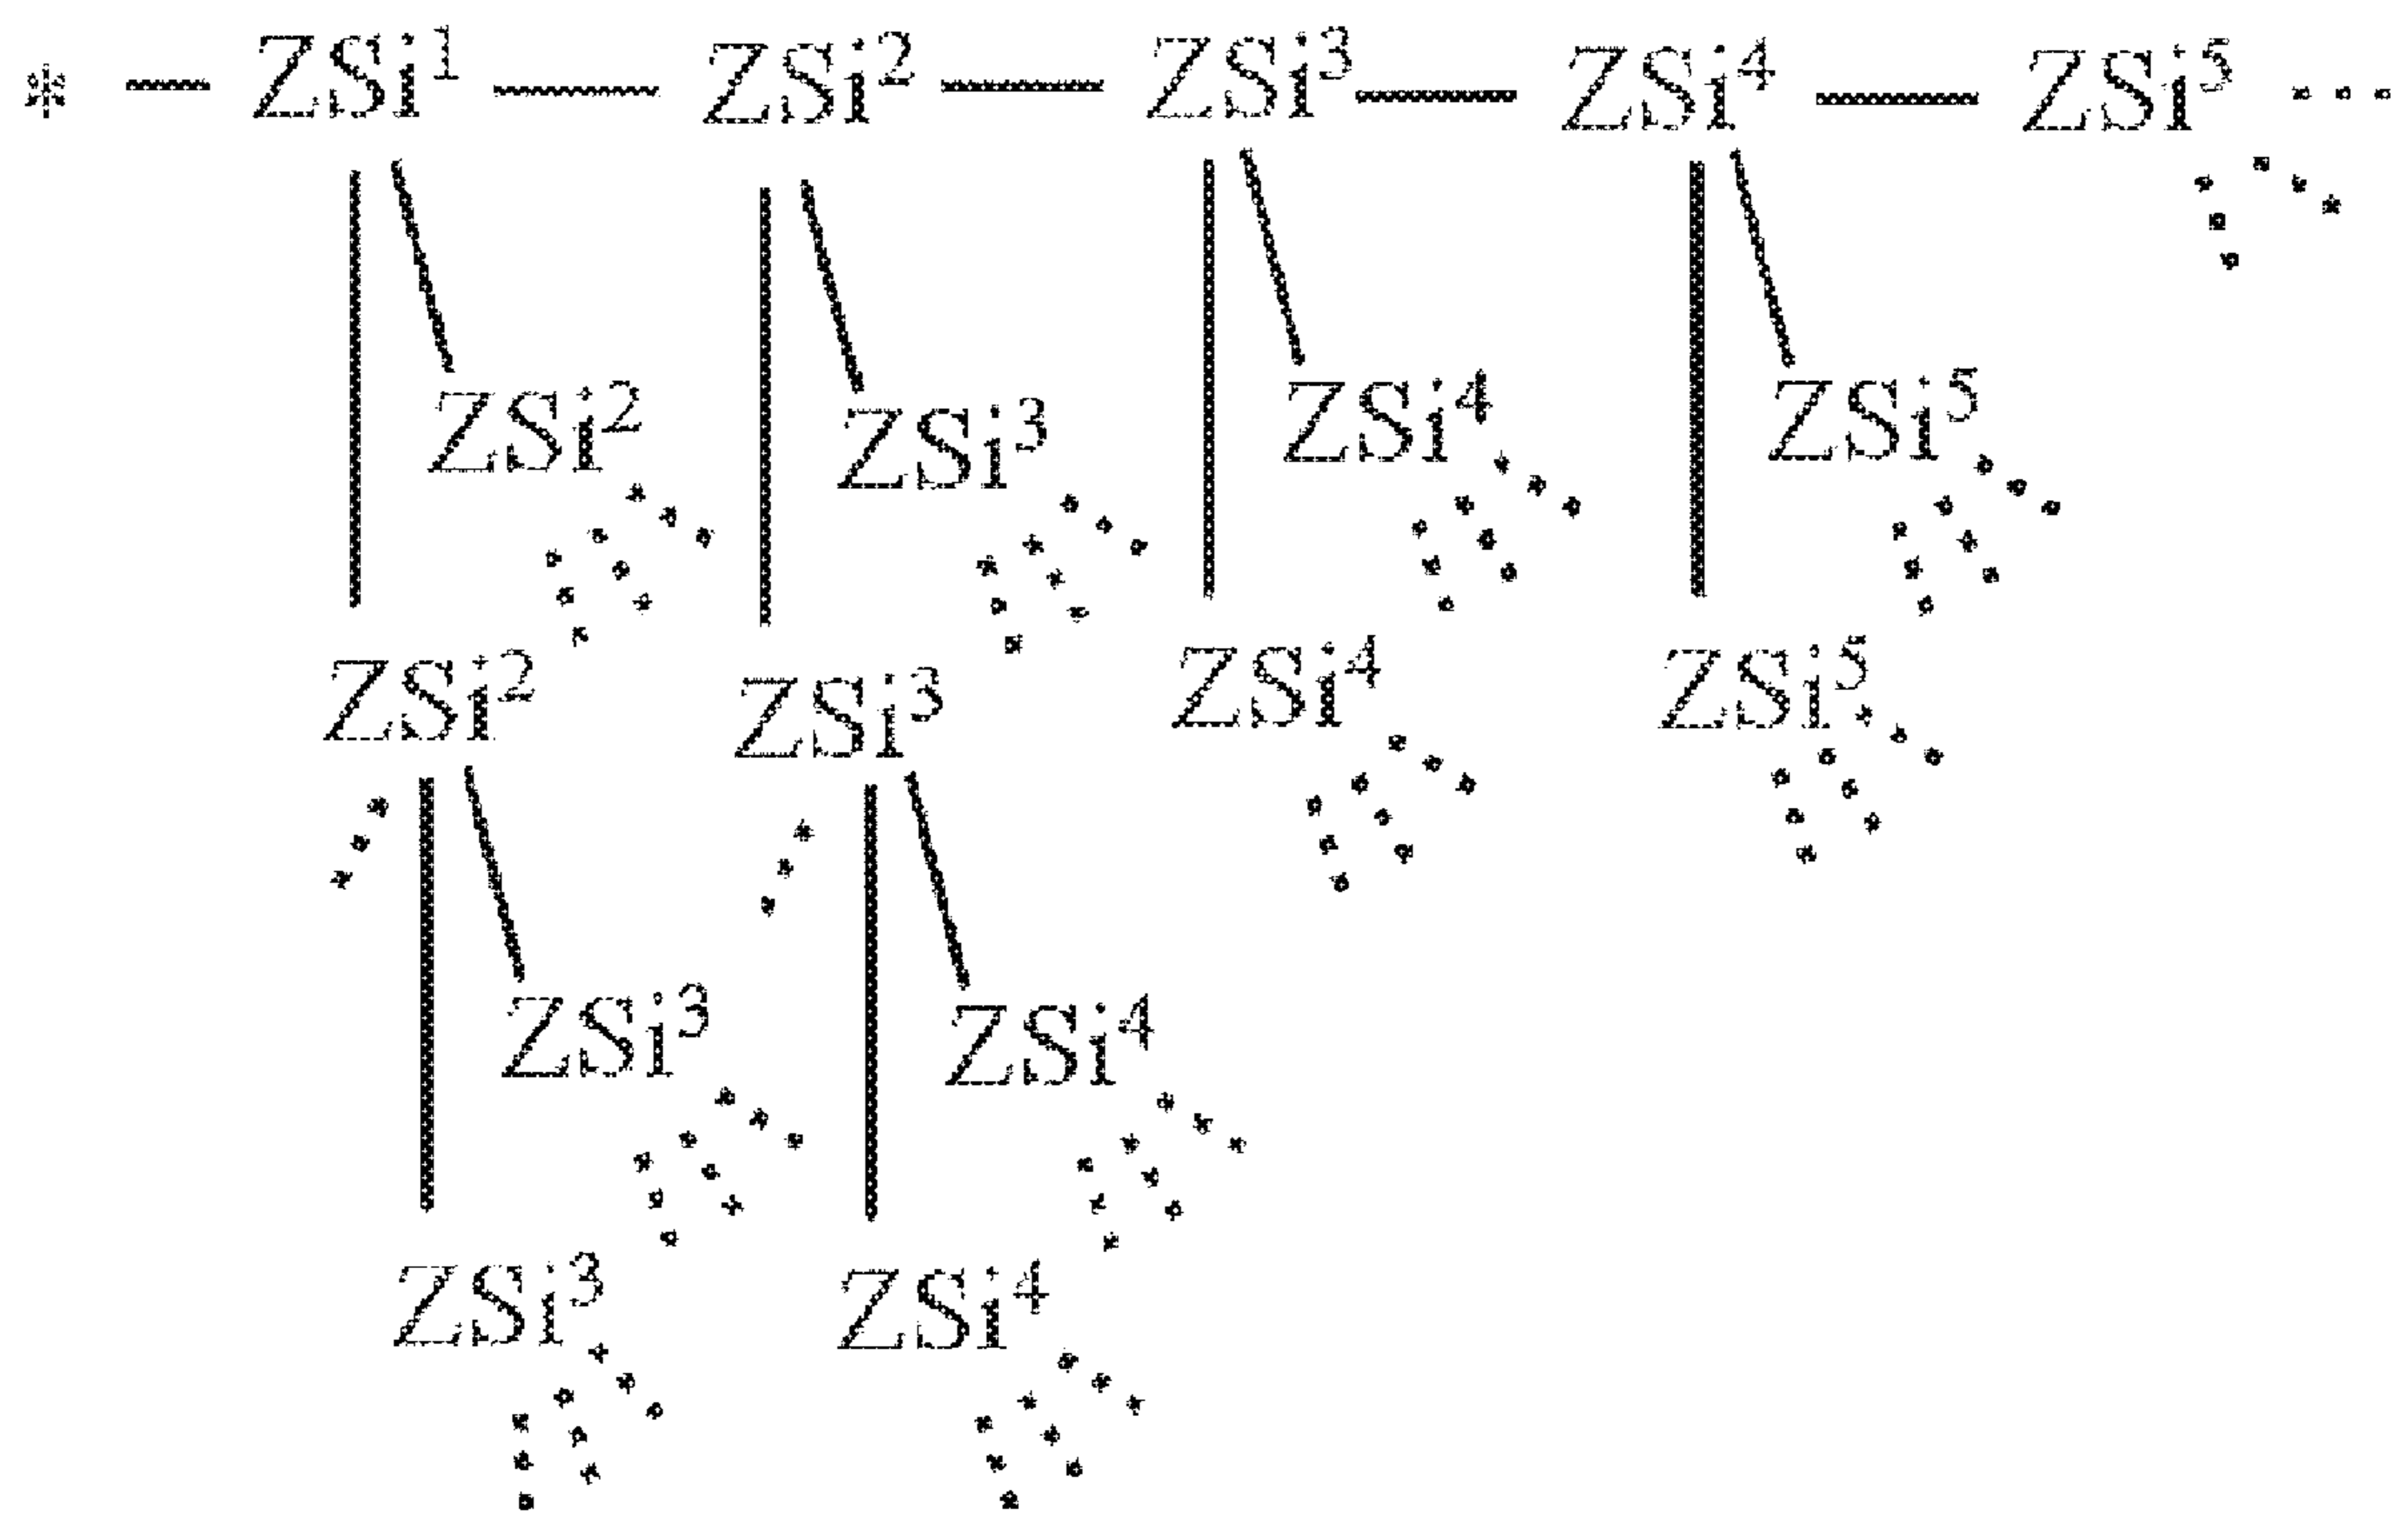 * — ZSi¹ — ZSi² — ZSi³ — ZSi⁴ — ZSi⁵ ···
ZSi² ZSi³ ZSi⁴ ZSi⁵
ZSi² ZSi³ ZSi⁴ ZSi⁵
ZSi³ ZSi⁴
ZSi³ ZSi⁴